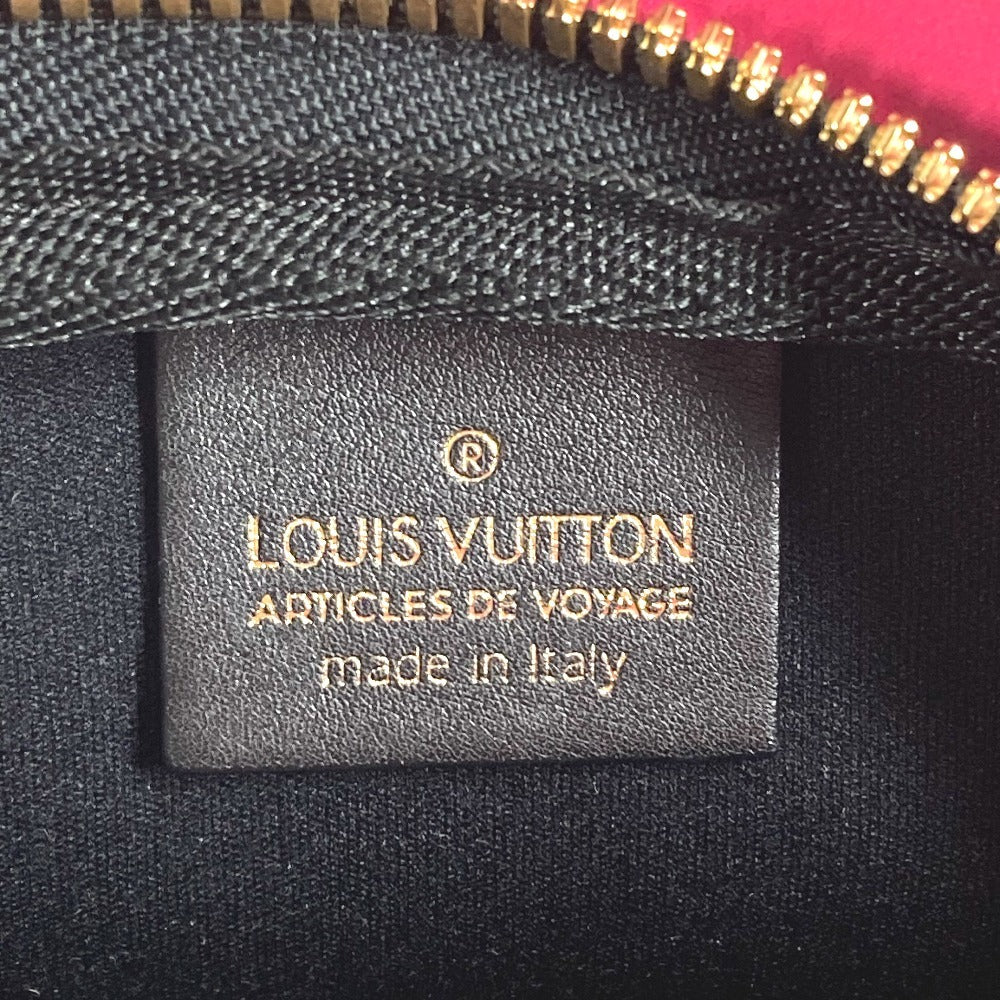 ®
LOUIS VUITTON
ARTICLES DE VOYAGE
made in Italy